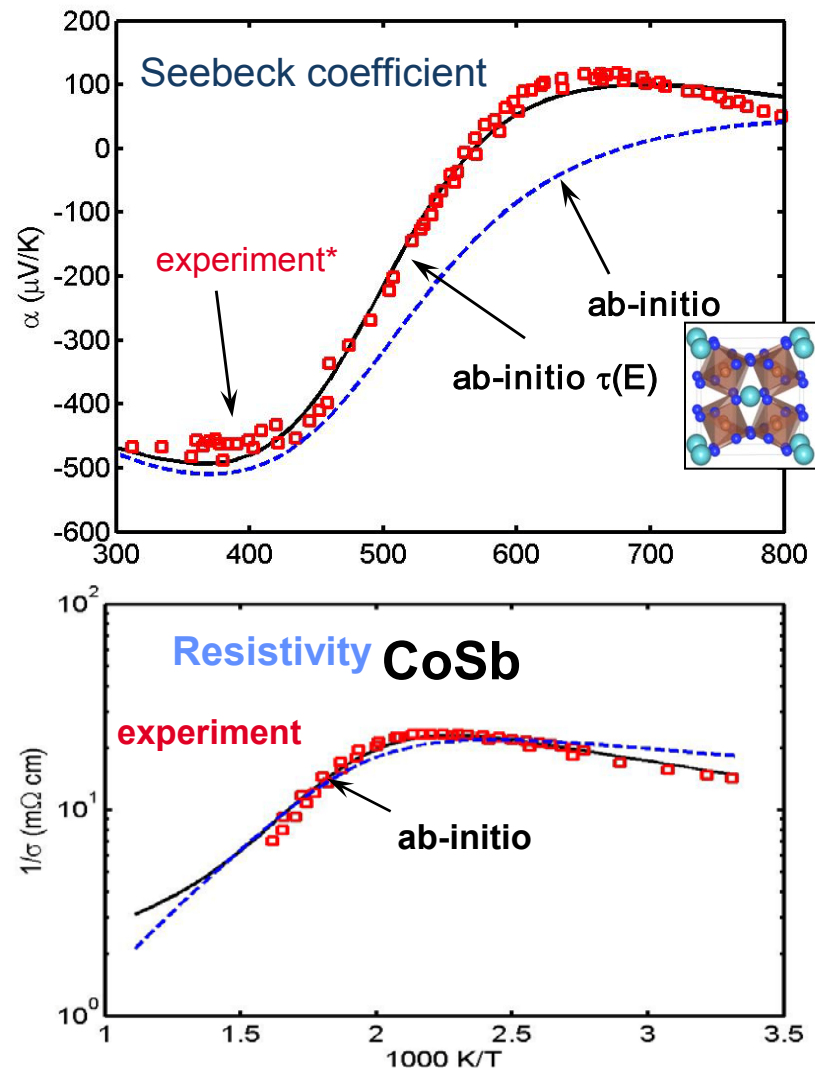 200
Seebeck coefficient
100
0
-100
experiment*
-200
ab-initio
α (μV/K)
-300
ab-initio τ(E)
-400
-500
-600
300 400 500 600 700 800
10²
Resistivity CoSb
experiment
10¹
ab-initio
1/σ (mΩ cm)
10⁰
1 1.5 2 2.5 3 3.5
1000 K/T